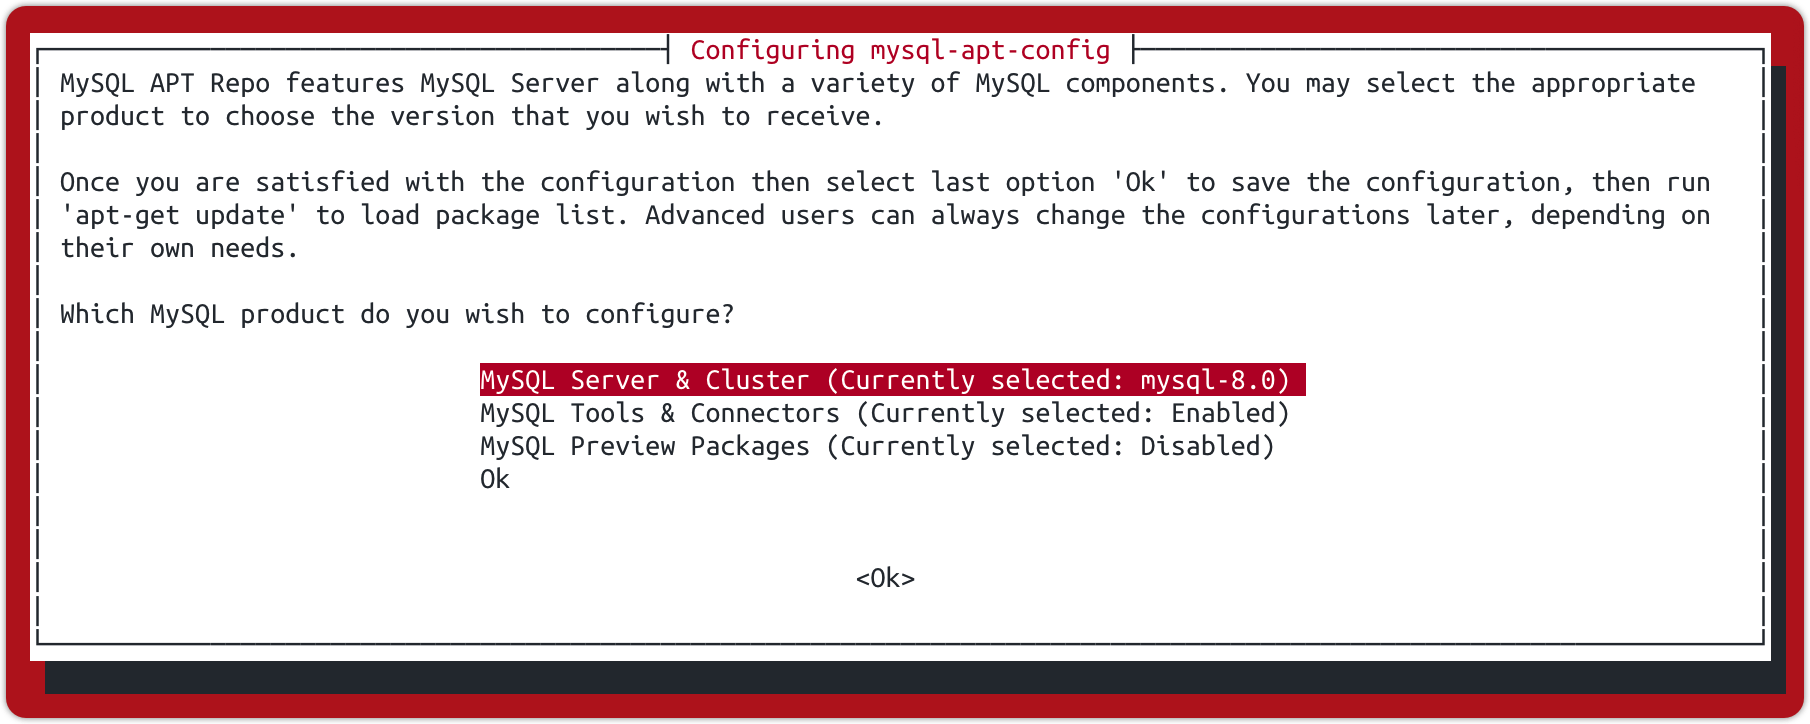 Configuring mysql-apt-config
MySQL APT Repo features MySQL Server along with a variety of MySQL components. You may select the appropriate
product to choose the version that you wish to receive.
Once you are satisfied with the configuration then select last option 'Ok' to save the configuration, then run
'apt-get update' to load package list. Advanced users can always change the configurations later, depending on
their own needs.
Which MySQL product do you wish to configure?
MySQL Server & Cluster (Currently selected: mysql-8.0)
MySQL Tools & Connectors (Currently selected: Enabled)
MySQL Preview Packages (Currently selected: Disabled)
Ok
<Ok>